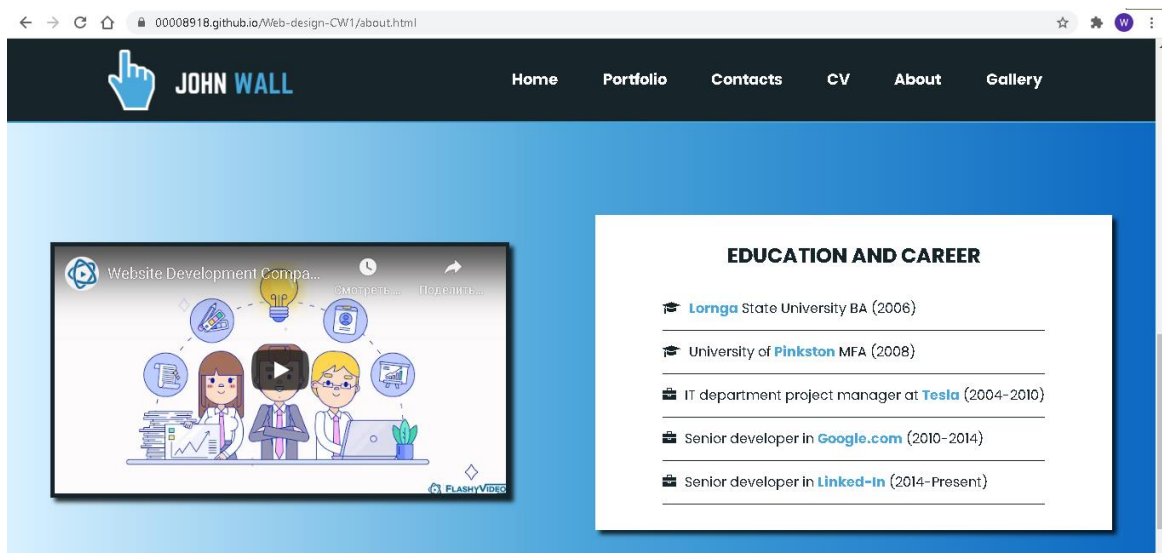 00008918.github.io/Web-design-CW1/about.html
W
JOHN WALL
Home Portfolio Contacts CV About Gallery
Website Development Compa...
Смотреть ... Поделить...
FLASHYVIDEO
EDUCATION AND CAREER
Lornga State University BA (2006)
University of Pinkston MFA (2008)
IT department project manager at Tesla (2004-2010)
Senior developer in Google.com (2010-2014)
Senior developer in Linked-In (2014-Present)